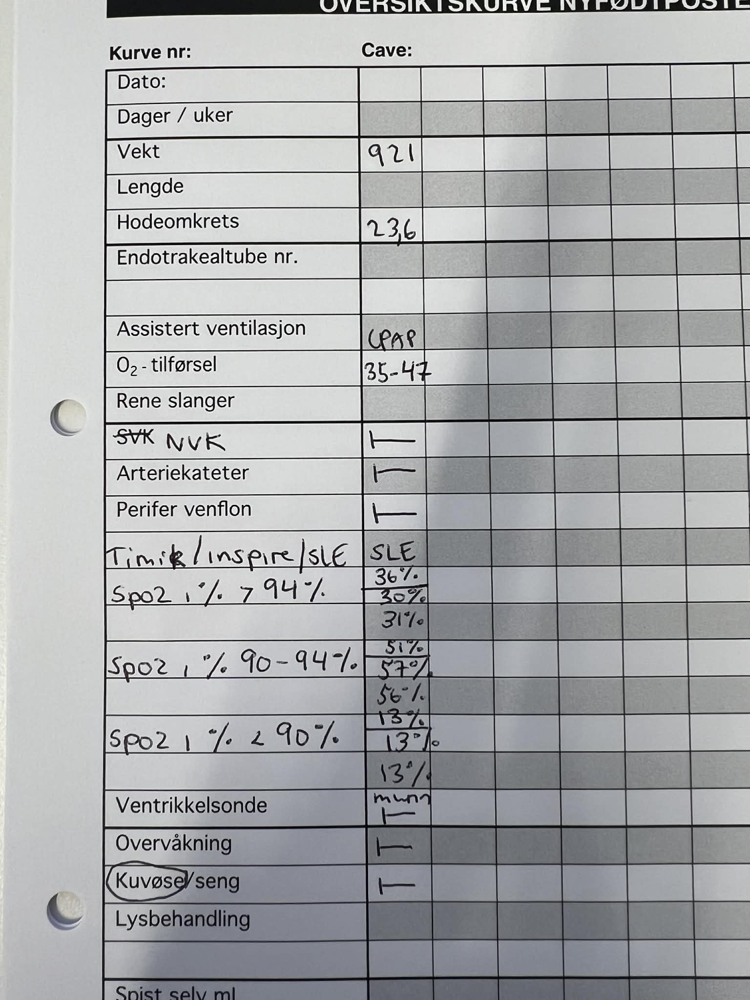 OVERSIKTSKURVE NYFØDTPOSTE
Kurve nr: Cave:
Dato:
Dager / uker
Vekt 921
Lengde
Hodeomkrets 23,6
Endotrakealtube nr.
Assistert ventilasjon CPAP
O₂ - tilførsel 35-47
Rene slanger
SVK NVK
Arteriekateter
Perifer venflon
Timik/inspire/SLE SLE
SpO2 i % > 94% 36%
30%
31%
SpO2 i % 90-94% 51%
57%
56%
SpO2 i % < 90% 13%
13%
13%
Ventrikkelsonde munn
Overvåkning
Kuvøse/seng
Lysbehandling
Spist selv ml